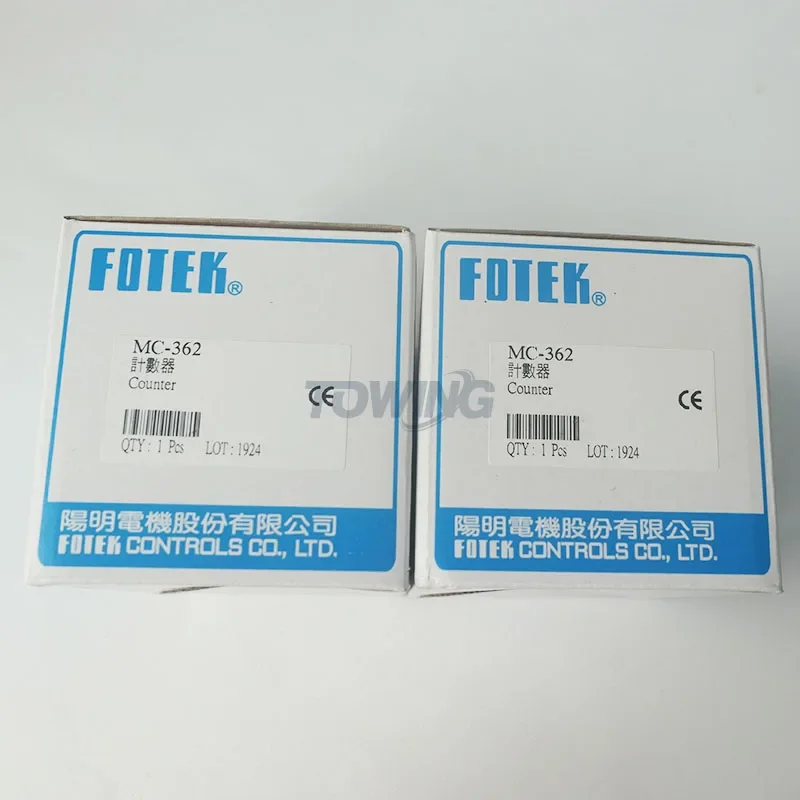 FOTEK®
MC-362
計數器
Counter
CE
QTY : 1 Pcs LOT : 1924
陽明電機股份有限公司
FOTEK CONTROLS CO., LTD.
FOTEK®
MC-362
計數器
Counter
CE
QTY : 1 Pcs LOT : 1924
陽明電機股份有限公司
FOTEK CONTROLS CO., LTD.
TOWING